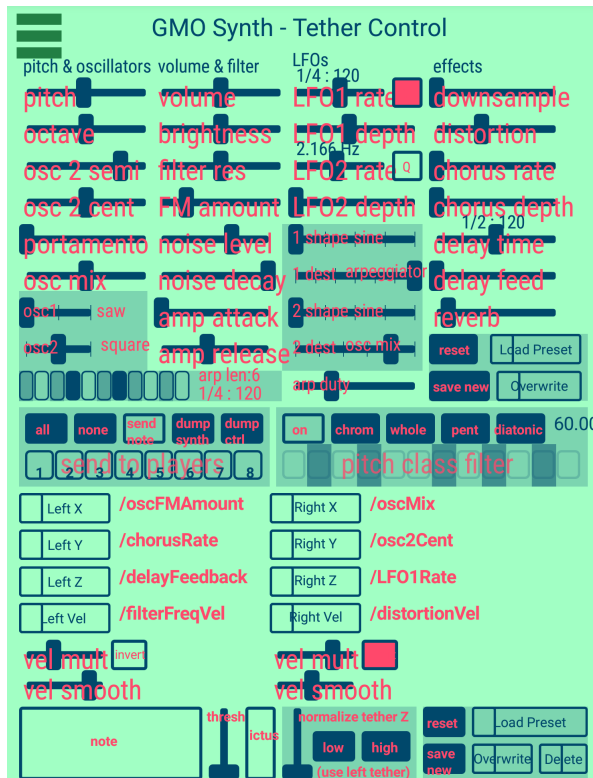 GMO Synth - Tether Control
pitch & oscillators volume & filter LFOs effects
1/4 : 120
pitch volume LFO1 rate downsample
octave brightness LFO1 depth distortion
2.166 Hz
osc 2 semi filter res LFO2 rate Q chorus rate
osc 2 cent FM amount LFO2 depth chorus depth
1/2 : 120
portamento noise level 1 shape sine delay time
osc mix noise decay 1 dest arpeggiator delay feed
osc1 saw amp attack 2 shape sine reverb
osc2 square amp release 2 dest osc mix reset Load Preset
arp len:6
1/4 : 120 arp duty save new Overwrite
all none send note dump synth dump ctrl on chrom whole pent diatonic 60.00
send to players pitch class filter
1 2 3 4 5 6 7 8
Left X /oscFMAmount Right X /oscMix
Left Y /chorusRate Right Y /osc2Cent
Left Z /delayFeedback Right Z /LFO1Rate
Left Vel /filterFreqVel Right Vel /distortionVel
vel mult invert vel mult
vel smooth vel smooth
note thresh ictus normalize tether Z reset Load Preset
low high save new Overwrite Delete
(use left tether)